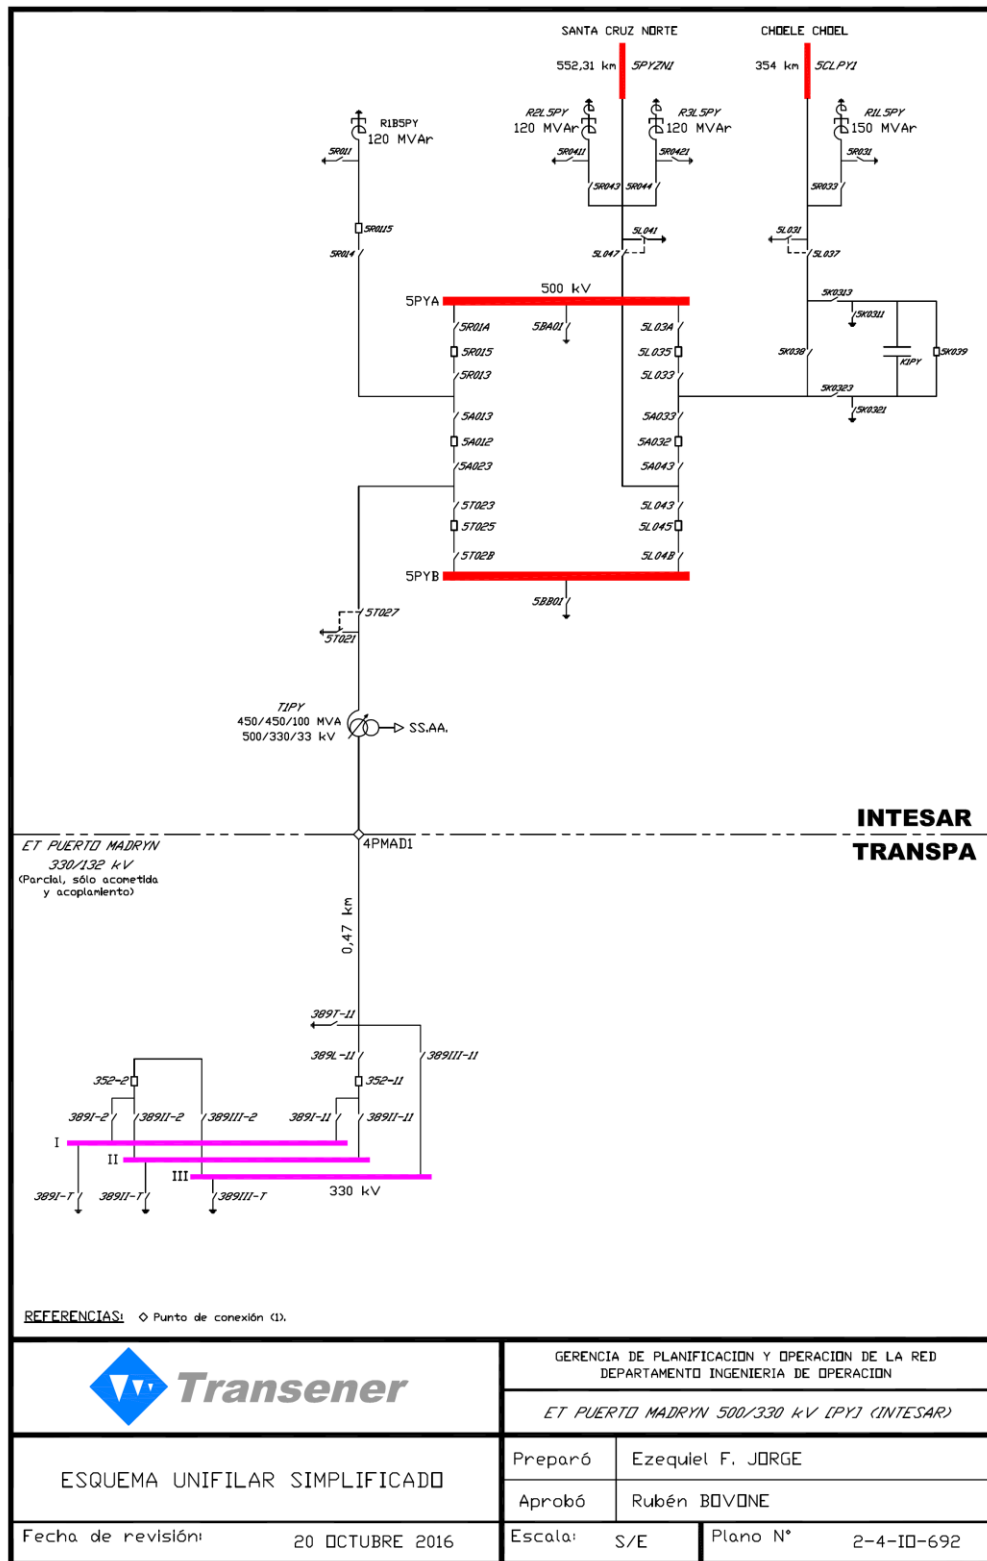 SANTA CRUZ NORTE
CHOELE CHOEL
552,31 km
5PYZN1
354 km
5CLPY1
R1B5PY
120 MVAr
R2L5PY
120 MVAr
R3L5PY
120 MVAr
R1L5PY
150 MVAr
5R011
5R0411
5R0421
5R031
5R043
5R044
5R033
5R0115
5R014
5L041
5L047
5L031
5L037
500 kV
5PYA
5K0313
5K0311
5R01A
5BA01
5L03A
5R015
5L035
5K038
K1PY
5K039
5R013
5L033
5K0323
5K0321
5A013
5A033
5A012
5A032
5A023
5A043
5T023
5L043
5T025
5L045
5T02B
5L04B
5PYB
5BB01
5T027
5T021
T1PY
450/450/100 MVA
500/330/33 kV
SS.AA.
INTESAR
TRANSPA
4PMAD1
ET PUERTO MADRYN
330/132 kV
(Parcial, sólo acometida
y acoplamiento)
0,47 km
389T-11
389L-11
389III-11
352-2
352-11
389I-2
389II-2
389III-2
389I-11
389II-11
I
II
III
330 kV
389I-T
389II-T
389III-T
REFERENCIAS: ◇ Punto de conexión (1).
Transener
GERENCIA DE PLANIFICACION Y OPERACION DE LA RED
DEPARTAMENTO INGENIERIA DE OPERACION
ET PUERTO MADRYN 500/330 kV [PY] (INTESAR)
ESQUEMA UNIFILAR SIMPLIFICADO
Preparó Ezequiel F. JORGE
Aprobó Rubén BOVONE
Fecha de revisión: 20 OCTUBRE 2016
Escala: S/E
Plano N° 2-4-IO-692